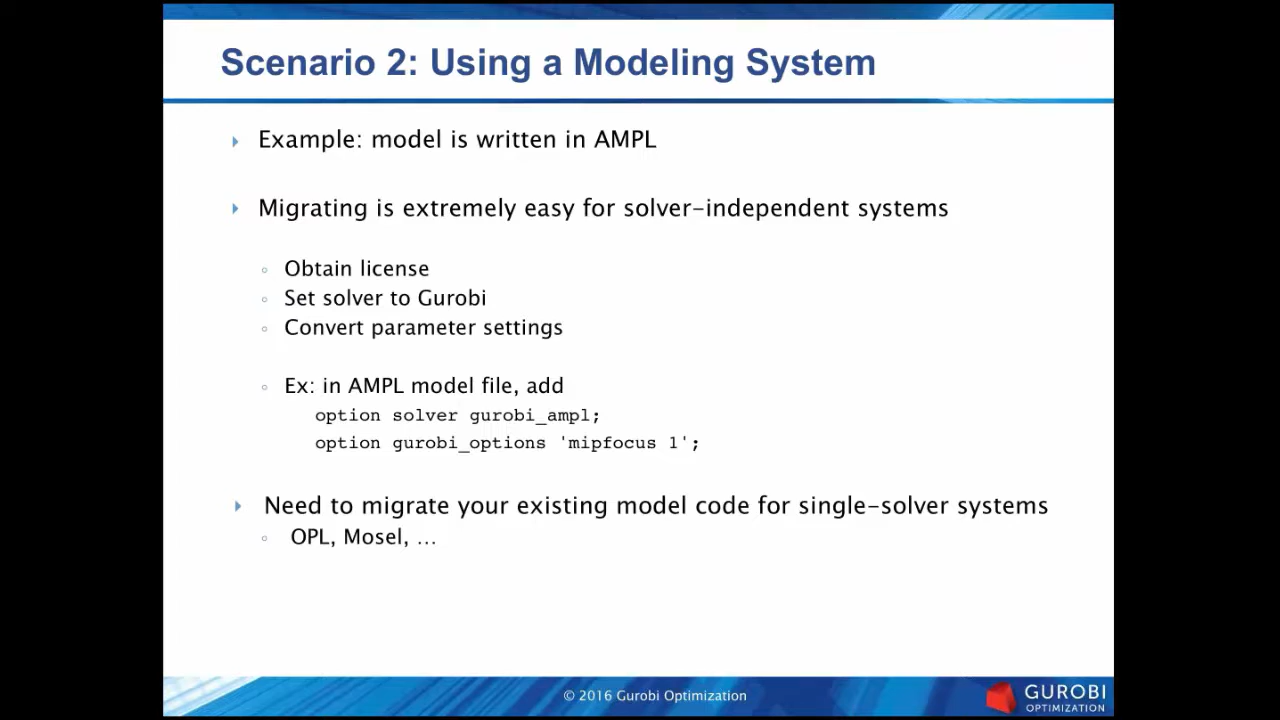 Scenario 2: Using a Modeling System
Example: model is written in AMPL
Migrating is extremely easy for solver-independent systems
Obtain license
Set solver to Gurobi
Convert parameter settings
Ex: in AMPL model file, add
option solver gurobi_ampl;
option gurobi_options 'mipfocus 1';
Need to migrate your existing model code for single-solver systems
OPL, Mosel, …
© 2016 Gurobi Optimization
GUROBI
OPTIMIZATION